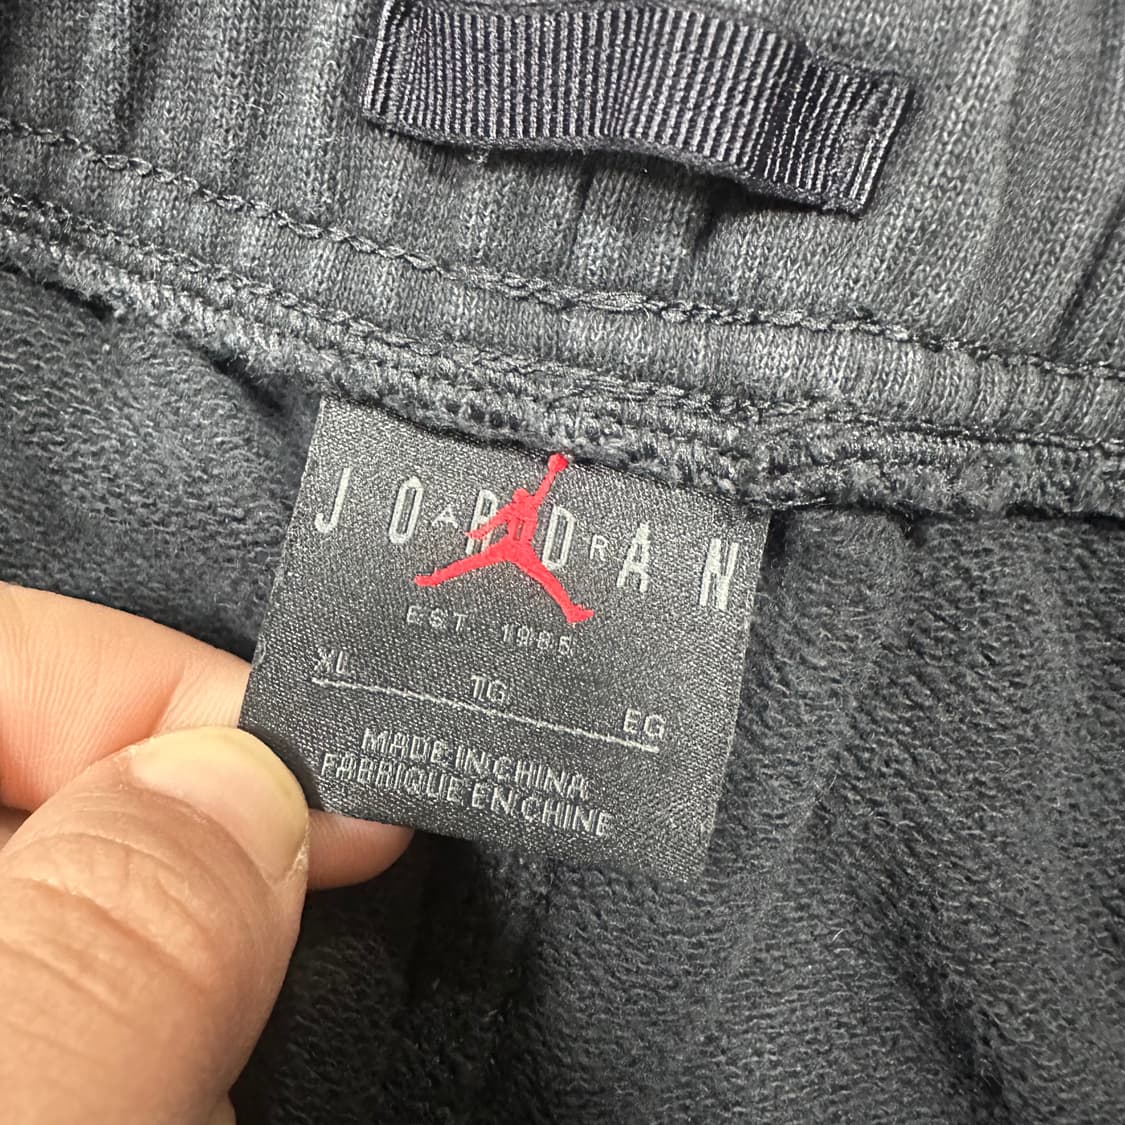 JORDAN
AIR
EST. 1985
XL TG EG
MADE IN CHINA
FABRIQUE EN CHINE